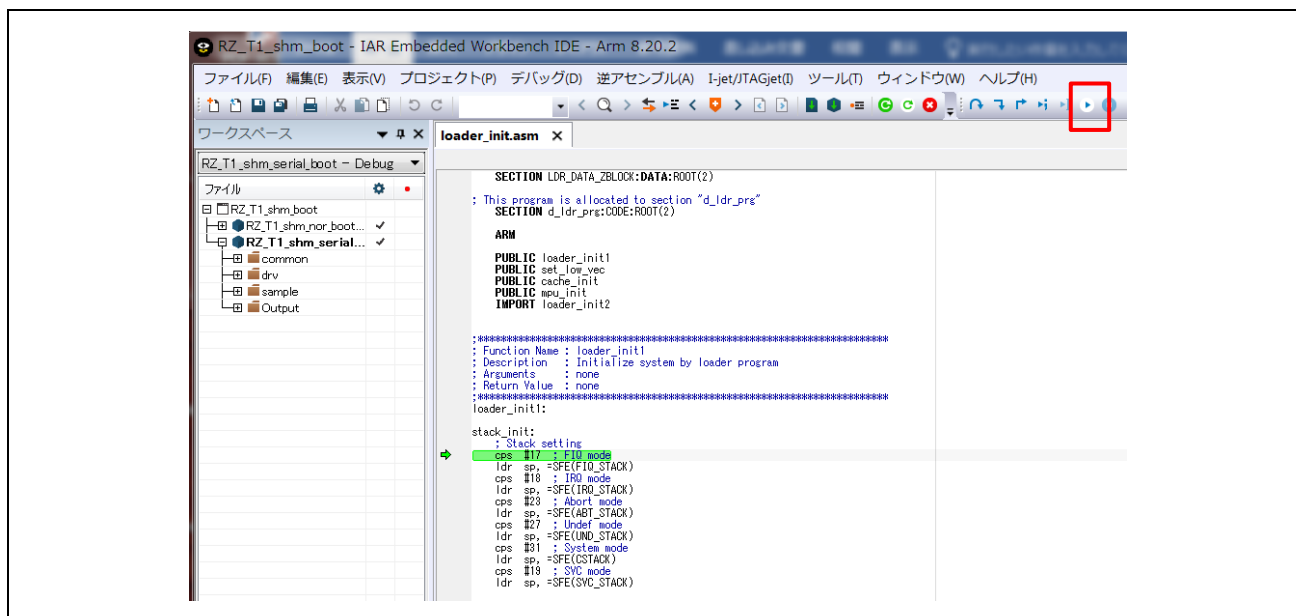 RZ_T1_shm_boot - IAR Embedded Workbench IDE - Arm 8.20.2
ファイル(F) 編集(E) 表示(V) プロジェクト(P) デバッグ(D) 逆アセンブル(A) I-jet/JTAGjet(I) ツール(T) ウィンドウ(W) ヘルプ(H)
ワークスペース
loader_init.asm
RZ_T1_shm_serial_boot - Debug
ファイル
RZ_T1_shm_boot
RZ_T1_shm_nor_boot...
RZ_T1_shm_serial...
common
drv
sample
Output
SECTION LDR_DATA_ZBLOCK:DATA:ROOT(2)
; This program is allocated to section "d_ldr_prg"
SECTION d_ldr_prg:CODE:ROOT(2)
ARM
PUBLIC loader_init1
PUBLIC set_low_vec
PUBLIC cache_init
PUBLIC mpu_init
IMPORT loader_init2
; Function Name : loader_init1
; Description : Initialize system by loader program
; Arguments : none
; Return Value : none
loader_init1:
stack_init:
; Stack setting
cps #17 ; FIQ mode
ldr sp, =SFE(FIQ_STACK)
cps #18 ; IRQ mode
ldr sp, =SFE(IRQ_STACK)
cps #23 ; Abort mode
ldr sp, =SFE(ABT_STACK)
cps #27 ; Undef mode
ldr sp, =SFE(UND_STACK)
cps #31 ; System mode
ldr sp, =SFE(CSTACK)
cps #19 ; SVC mode
ldr sp, =SFE(SVC_STACK)